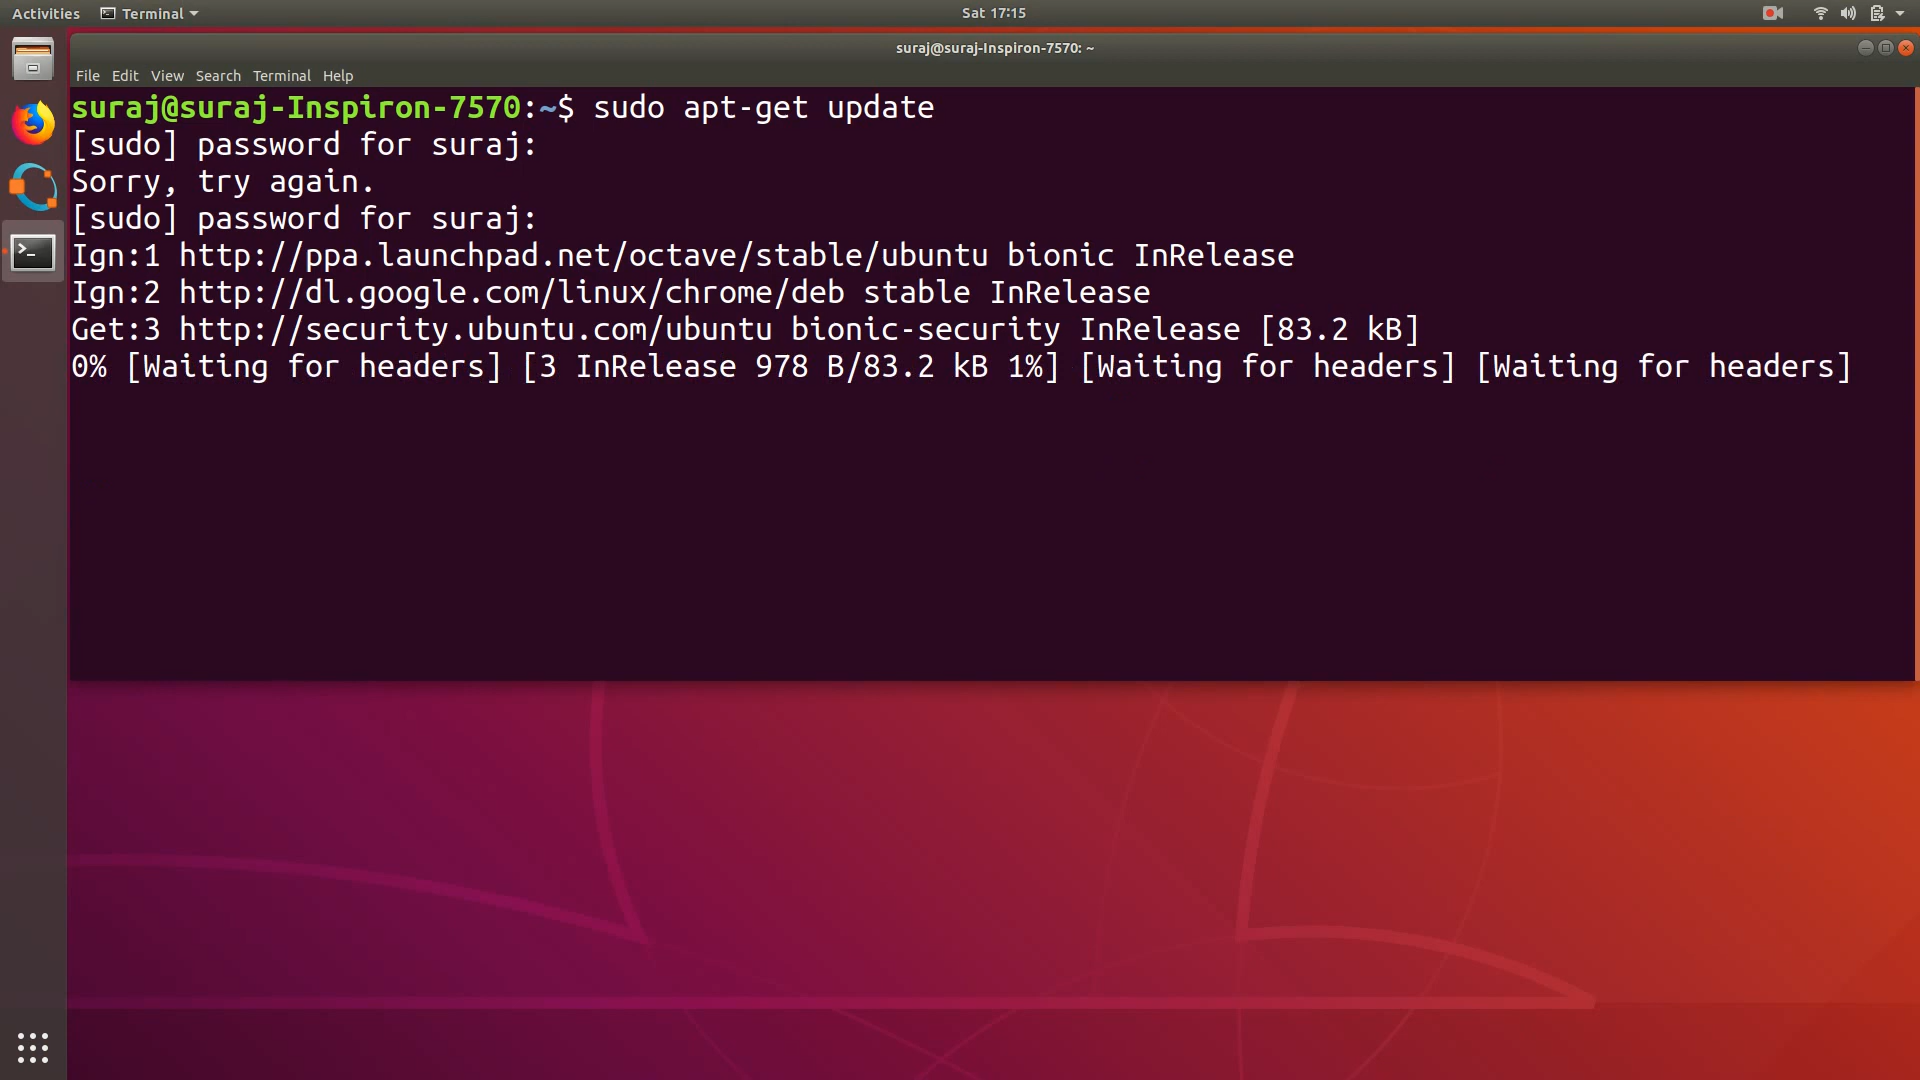 Activities Terminal Sat 17:15
suraj@suraj-Inspiron-7570: ~
File Edit View Search Terminal Help
suraj@suraj-Inspiron-7570:~$ sudo apt-get update
[sudo] password for suraj:
Sorry, try again.
[sudo] password for suraj:
Ign:1 http://ppa.launchpad.net/octave/stable/ubuntu bionic InRelease
Ign:2 http://dl.google.com/linux/chrome/deb stable InRelease
Get:3 http://security.ubuntu.com/ubuntu bionic-security InRelease [83.2 kB]
0% [Waiting for headers] [3 InRelease 978 B/83.2 kB 1%] [Waiting for headers] [Waiting for headers]